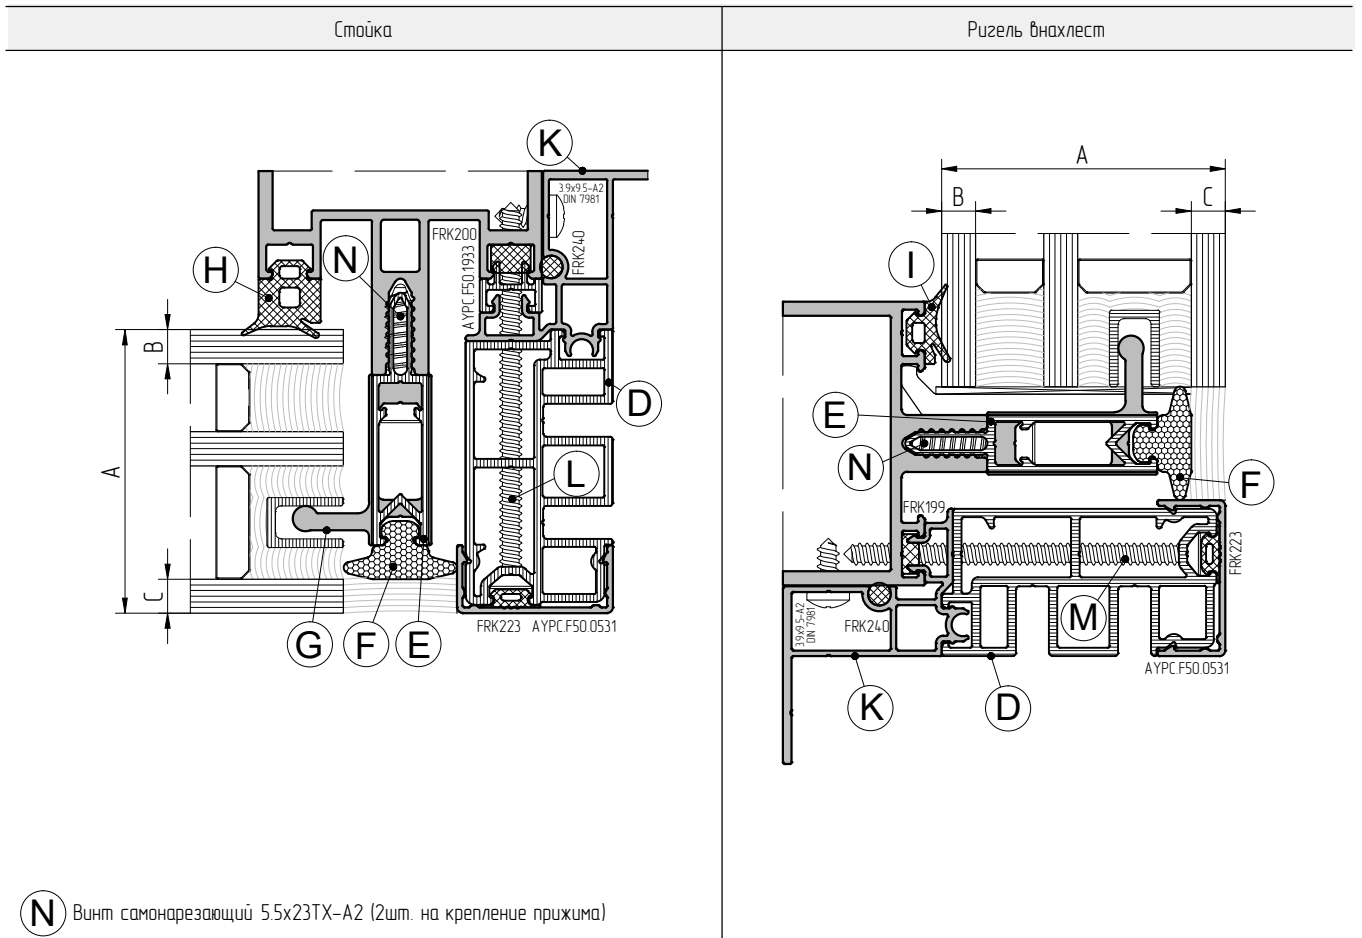 Стойка
Ригель внахлест
K
3.9x9.5-A2
DIN 7981
FRK240
FRK200
AYPC.F50.1933
H
N
B
A
C
D
L
G
F
E
FRK223 AYPC.F50.0531
A
B
C
I
E
N
F
FRK199
FRK223
M
3.9x9.5-A2
DIN 7981
FRK240
AYPC.F50.0531
K
D
N Винт самонарезающий 5.5x23TX-A2 (2шт. на крепление прижима)